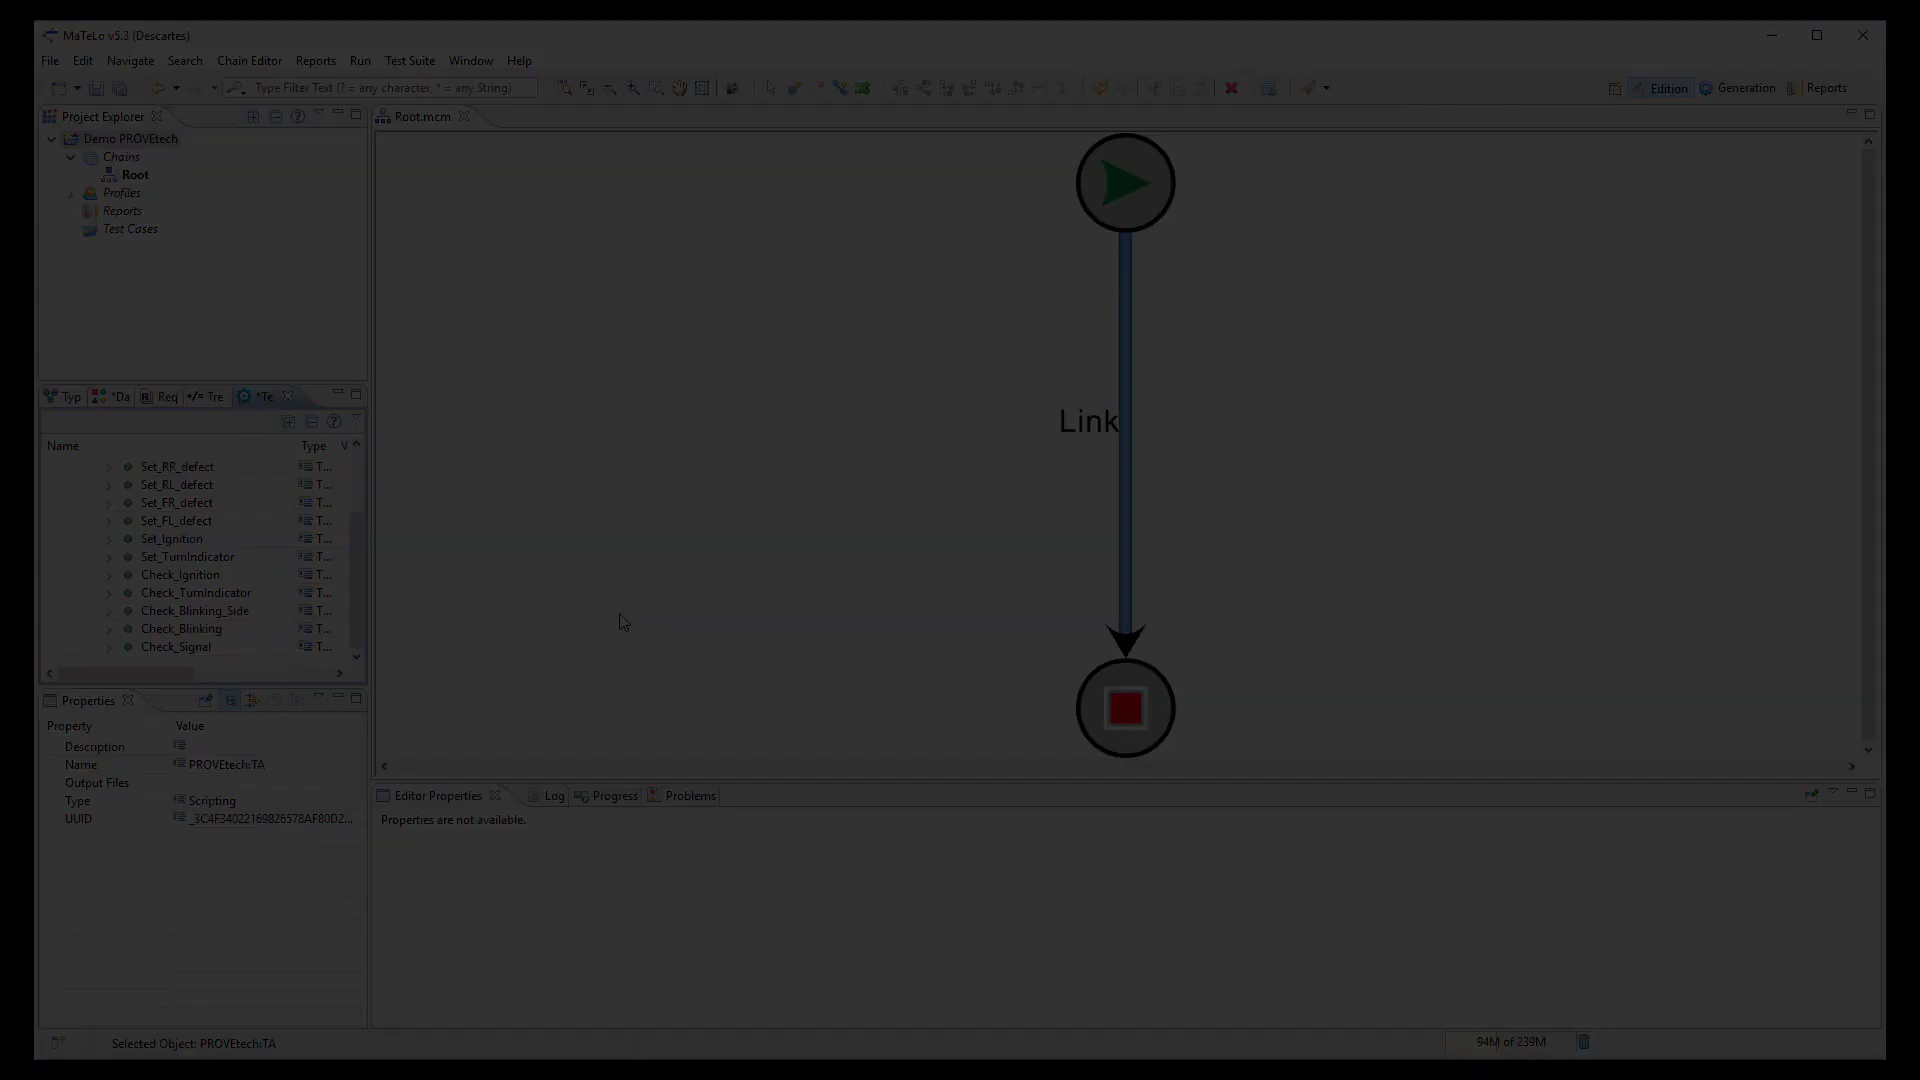 MaTeLo v5.3 (Descartes)
File Edit Navigate Search Chain Editor Reports Run Test Suite Window Help
Type Filter Text (? = any character, * = any String)
Edition Generation Reports
Project Explorer
Demo PROVEtech
Chains
Root
Profiles
Reports
Test Cases
Root.mcm
Link
Typ *Da Req Tre *Te
Name Type V
Set_RR_defect T...
Set_RL_defect T...
Set_FR_defect T...
Set_FL_defect T...
Set_Ignition T...
Set_TurnIndicator T...
Check_Ignition T...
Check_TurnIndicator T...
Check_Blinking_Side T...
Check_Blinking T...
Check_Signal T...
Properties
Property Value
Description
Name PROVEtech:TA
Output Files
Type Scripting
UUID _3C4F34022169826578AF80D2...
Editor Properties Log Progress Problems
Properties are not available.
Selected Object: PROVEtech:TA
94M of 239M